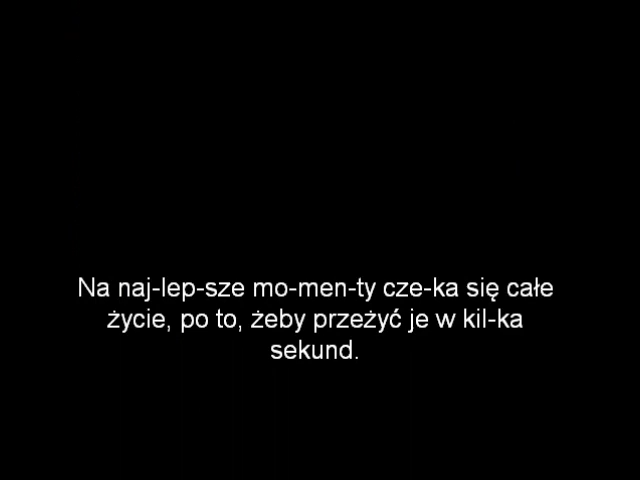 Na naj-lep-sze mo-men-ty cze-ka się całe
życie, po to, żeby przeżyć je w kil-ka
sekund.